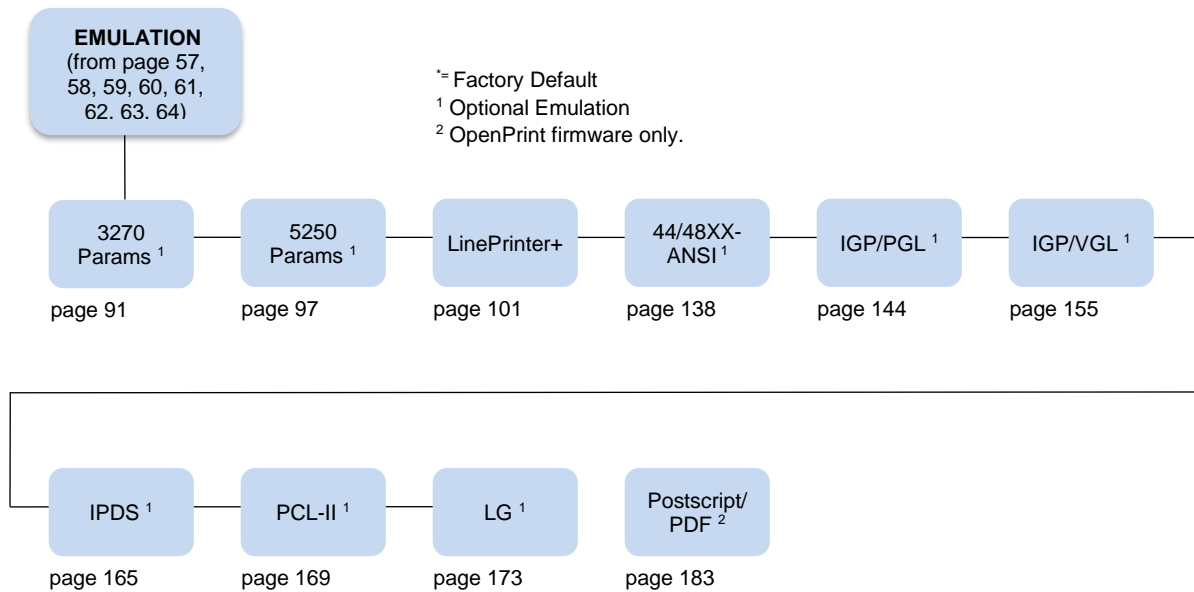 EMULATION
(from page 57,
58, 59, 60, 61,
62, 63, 64)
*= Factory Default
1 Optional Emulation
2 OpenPrint firmware only.
3270
Params 1
5250
Params 1
LinePrinter+
44/48XX-
ANSI 1
IGP/PGL 1
IGP/VGL 1
page 91
page 97
page 101
page 138
page 144
page 155
IPDS 1
PCL-II 1
LG 1
Postscript/
PDF 2
page 165
page 169
page 173
page 183